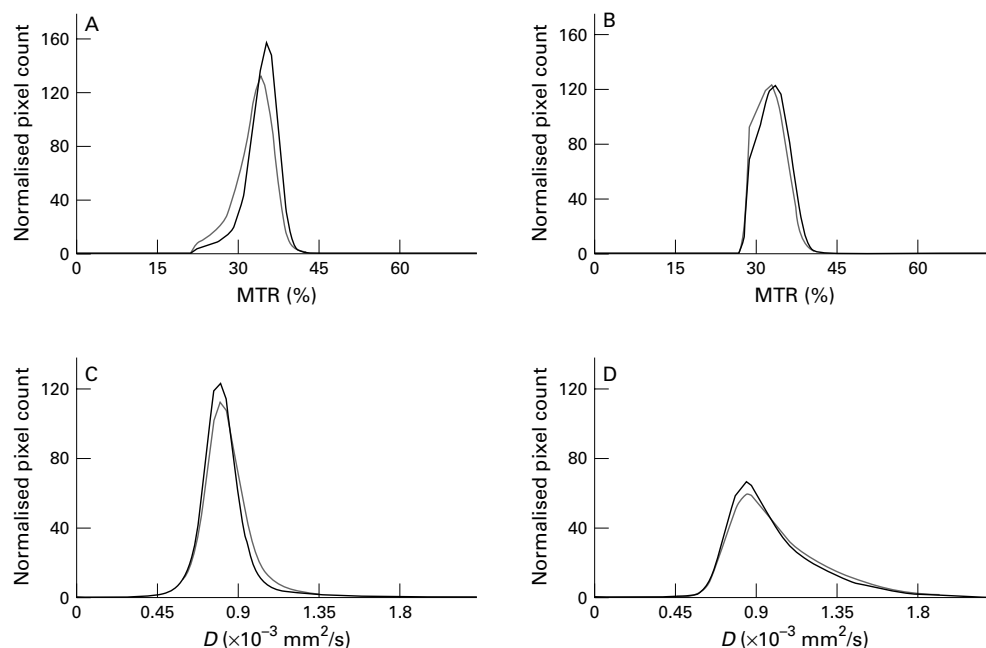 A
Normalised pixel count
160
120
80
40
0
0 15 30 45 60
MTR (%)
B
Normalised pixel count
160
120
80
40
0
0 15 30 45 60
MTR (%)
C
Normalised pixel count
120
80
40
0
0 0.45 0.9 1.35 1.8
D (×10⁻³ mm²/s)
D
Normalised pixel count
120
80
40
0
0 0.45 0.9 1.35 1.8
D (×10⁻³ mm²/s)